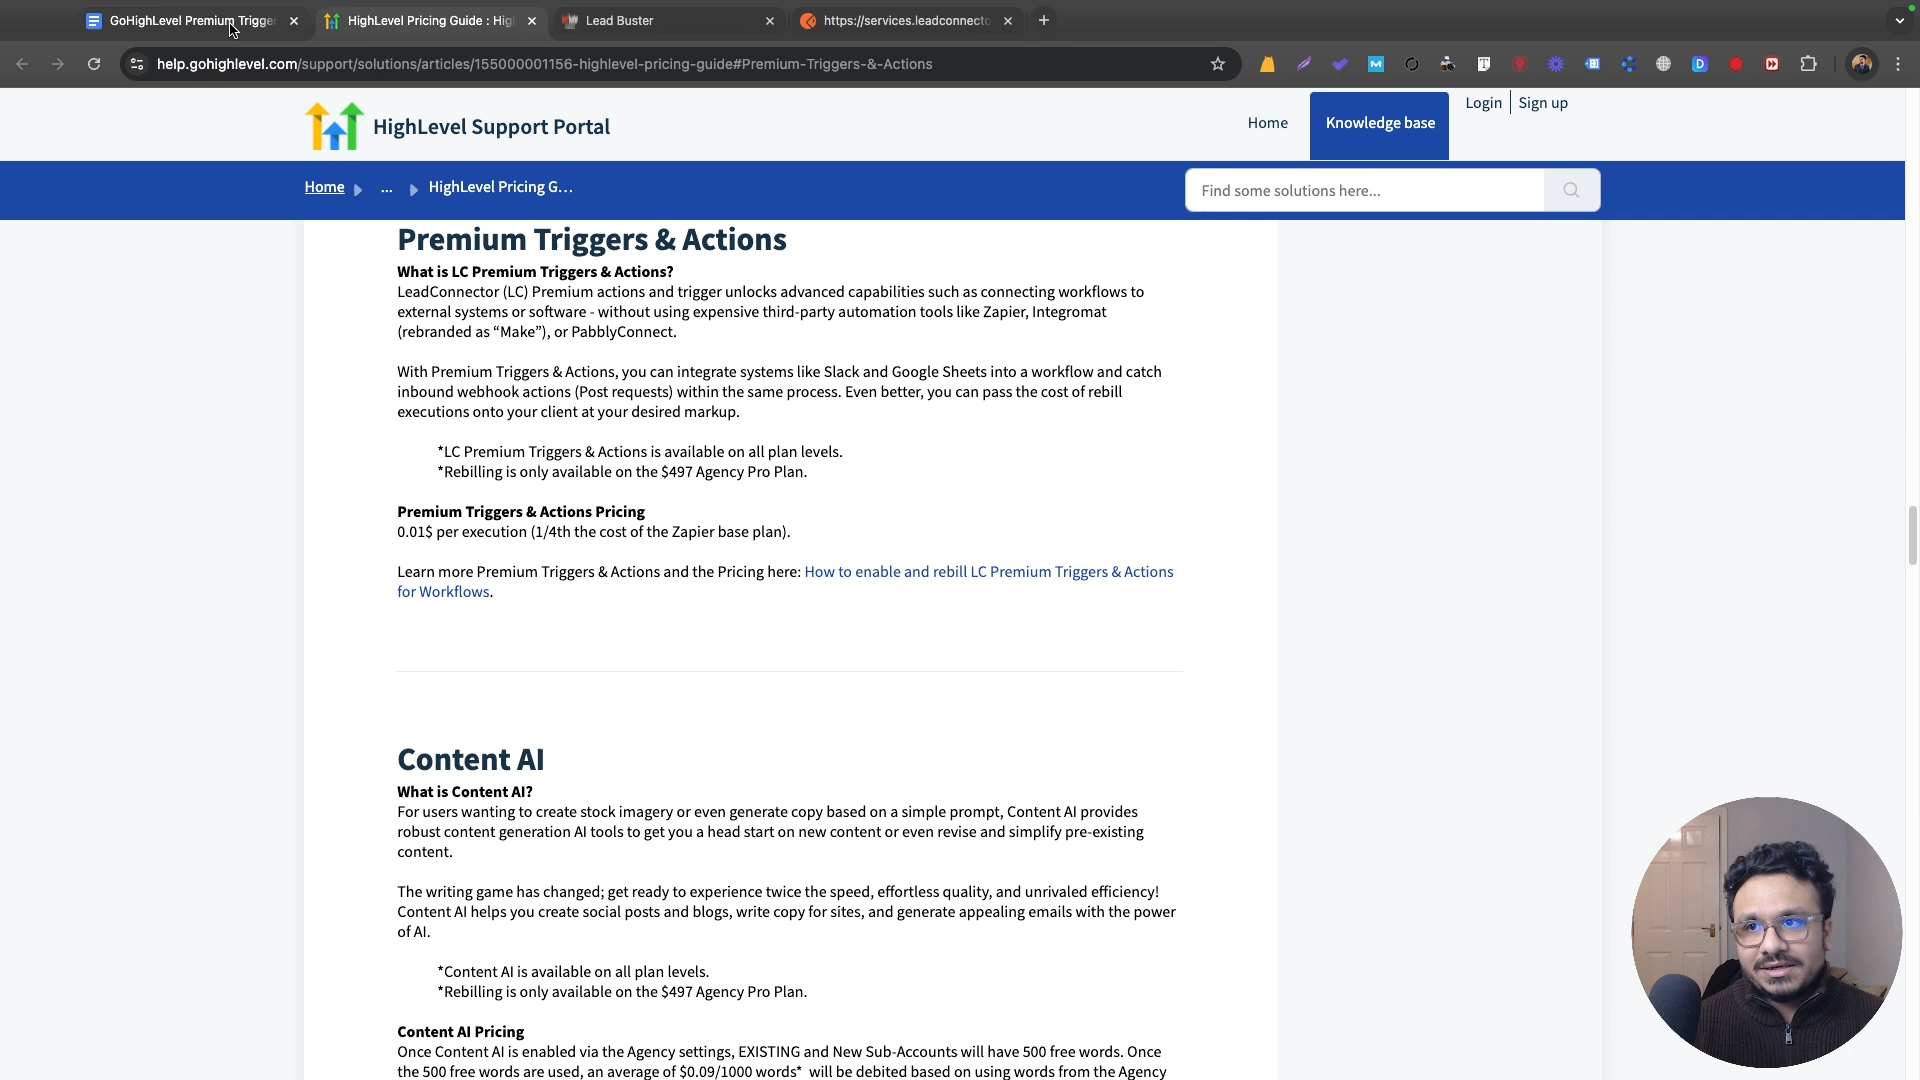 GoHighLevel Premium Trigger
HighLevel Pricing Guide : Hig
Lead Buster
https://services.leadconnecto
help.gohighlevel.com/support/solutions/articles/155000001156-highlevel-pricing-guide#Premium-Triggers-&-Actions
HighLevel Support Portal
Home
Knowledge base
Login
Sign up
Home
...
HighLevel Pricing G...
Find some solutions here...
Premium Triggers & Actions
What is LC Premium Triggers & Actions?
LeadConnector (LC) Premium actions and trigger unlocks advanced capabilities such as connecting workflows to
external systems or software - without using expensive third-party automation tools like Zapier, Integromat
(rebranded as “Make”), or PabblyConnect.
With Premium Triggers & Actions, you can integrate systems like Slack and Google Sheets into a workflow and catch
inbound webhook actions (Post requests) within the same process. Even better, you can pass the cost of rebill
executions onto your client at your desired markup.
*LC Premium Triggers & Actions is available on all plan levels.
*Rebilling is only available on the $497 Agency Pro Plan.
Premium Triggers & Actions Pricing
0.01$ per execution (1/4th the cost of the Zapier base plan).
Learn more Premium Triggers & Actions and the Pricing here: How to enable and rebill LC Premium Triggers & Actions
for Workflows.
Content AI
What is Content AI?
For users wanting to create stock imagery or even generate copy based on a simple prompt, Content AI provides
robust content generation AI tools to get you a head start on new content or even revise and simplify pre-existing
content.
The writing game has changed; get ready to experience twice the speed, effortless quality, and unrivaled efficiency!
Content AI helps you create social posts and blogs, write copy for sites, and generate appealing emails with the power
of AI.
*Content AI is available on all plan levels.
*Rebilling is only available on the $497 Agency Pro Plan.
Content AI Pricing
Once Content AI is enabled via the Agency settings, EXISTING and New Sub-Accounts will have 500 free words. Once
the 500 free words are used, an average of $0.09/1000 words* will be debited based on using words from the Agency